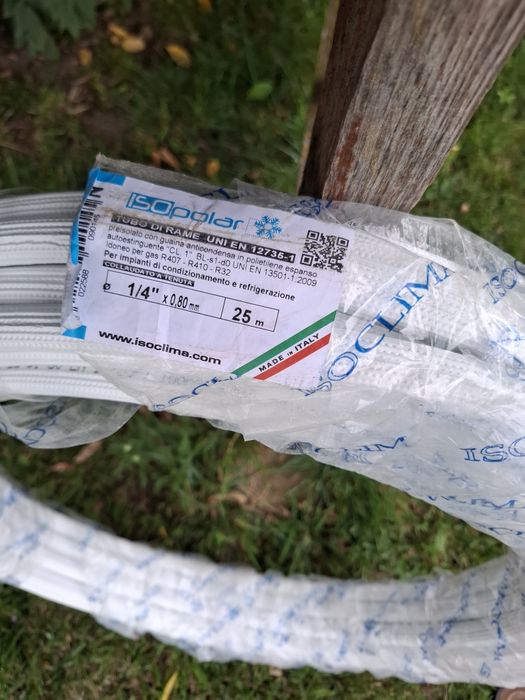 ISOpolar
TUBO DI RAME UNI EN 12735-1
preisolato con guaina anticondensa in polietilene espanso
autoestinguente "CL 1" BL-s1-d0 UNI EN 13501-1:2009
Idoneo per gas R407 - R410 - R32
Per impianti di condizionamento e refrigerazione
COLLAUDATO A TENUTA
ø 1/4" x 0,80 mm 25 m
www.isoclima.com
MADE IN ITALY
ISOCLIMA
ISOCLIMA